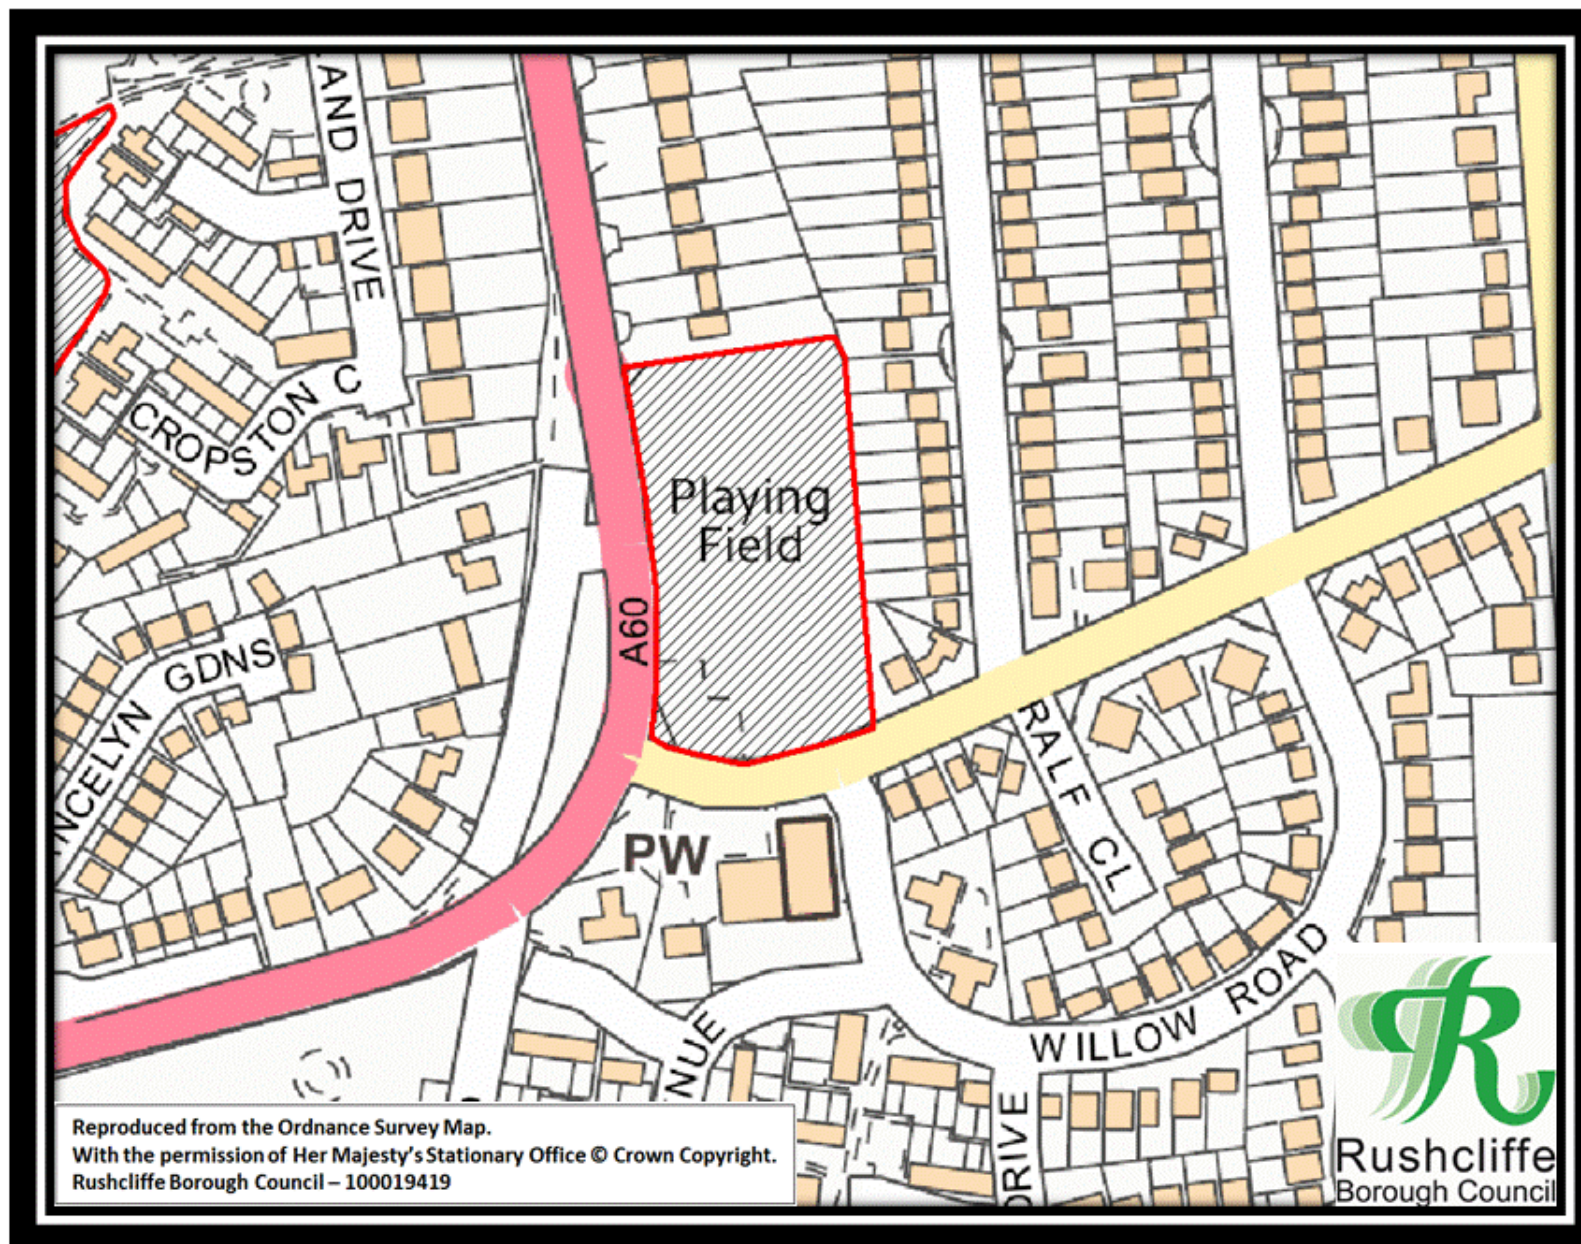 AND DRIVE
CROPSTON C
Playing
Field
A60
GDNS
NCELYN
RALF CL
PW
WILLOW ROAD
NUE
DRIVE
Reproduced from the Ordnance Survey Map.
With the permission of Her Majesty's Stationary Office © Crown Copyright.
Rushcliffe Borough Council – 100019419
R
Rushcliffe
Borough Council